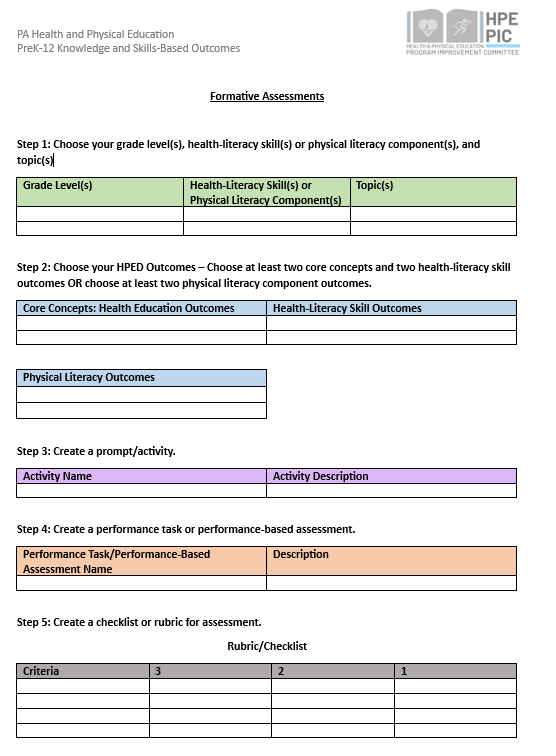 PA Health and Physical Education
PreK-12 Knowledge and Skills-Based Outcomes
HPE
PIC
HEALTH & PHYSICAL EDUCATION
PROGRAM IMPROVEMENT COMMITTEE
Formative Assessments
Step 1: Choose your grade level(s), health-literacy skill(s) or physical literacy component(s), and
topic(s)
Grade Level(s)
Health-Literacy Skill(s) or
Physical Literacy Component(s)
Topic(s)
Step 2: Choose your HPED Outcomes – Choose at least two core concepts and two health-literacy skill
outcomes OR choose at least two physical literacy component outcomes.
Core Concepts: Health Education Outcomes
Health-Literacy Skill Outcomes
Physical Literacy Outcomes
Step 3: Create a prompt/activity.
Activity Name
Activity Description
Step 4: Create a performance task or performance-based assessment.
Performance Task/Performance-Based
Assessment Name
Description
Step 5: Create a checklist or rubric for assessment.
Rubric/Checklist
Criteria
3
2
1